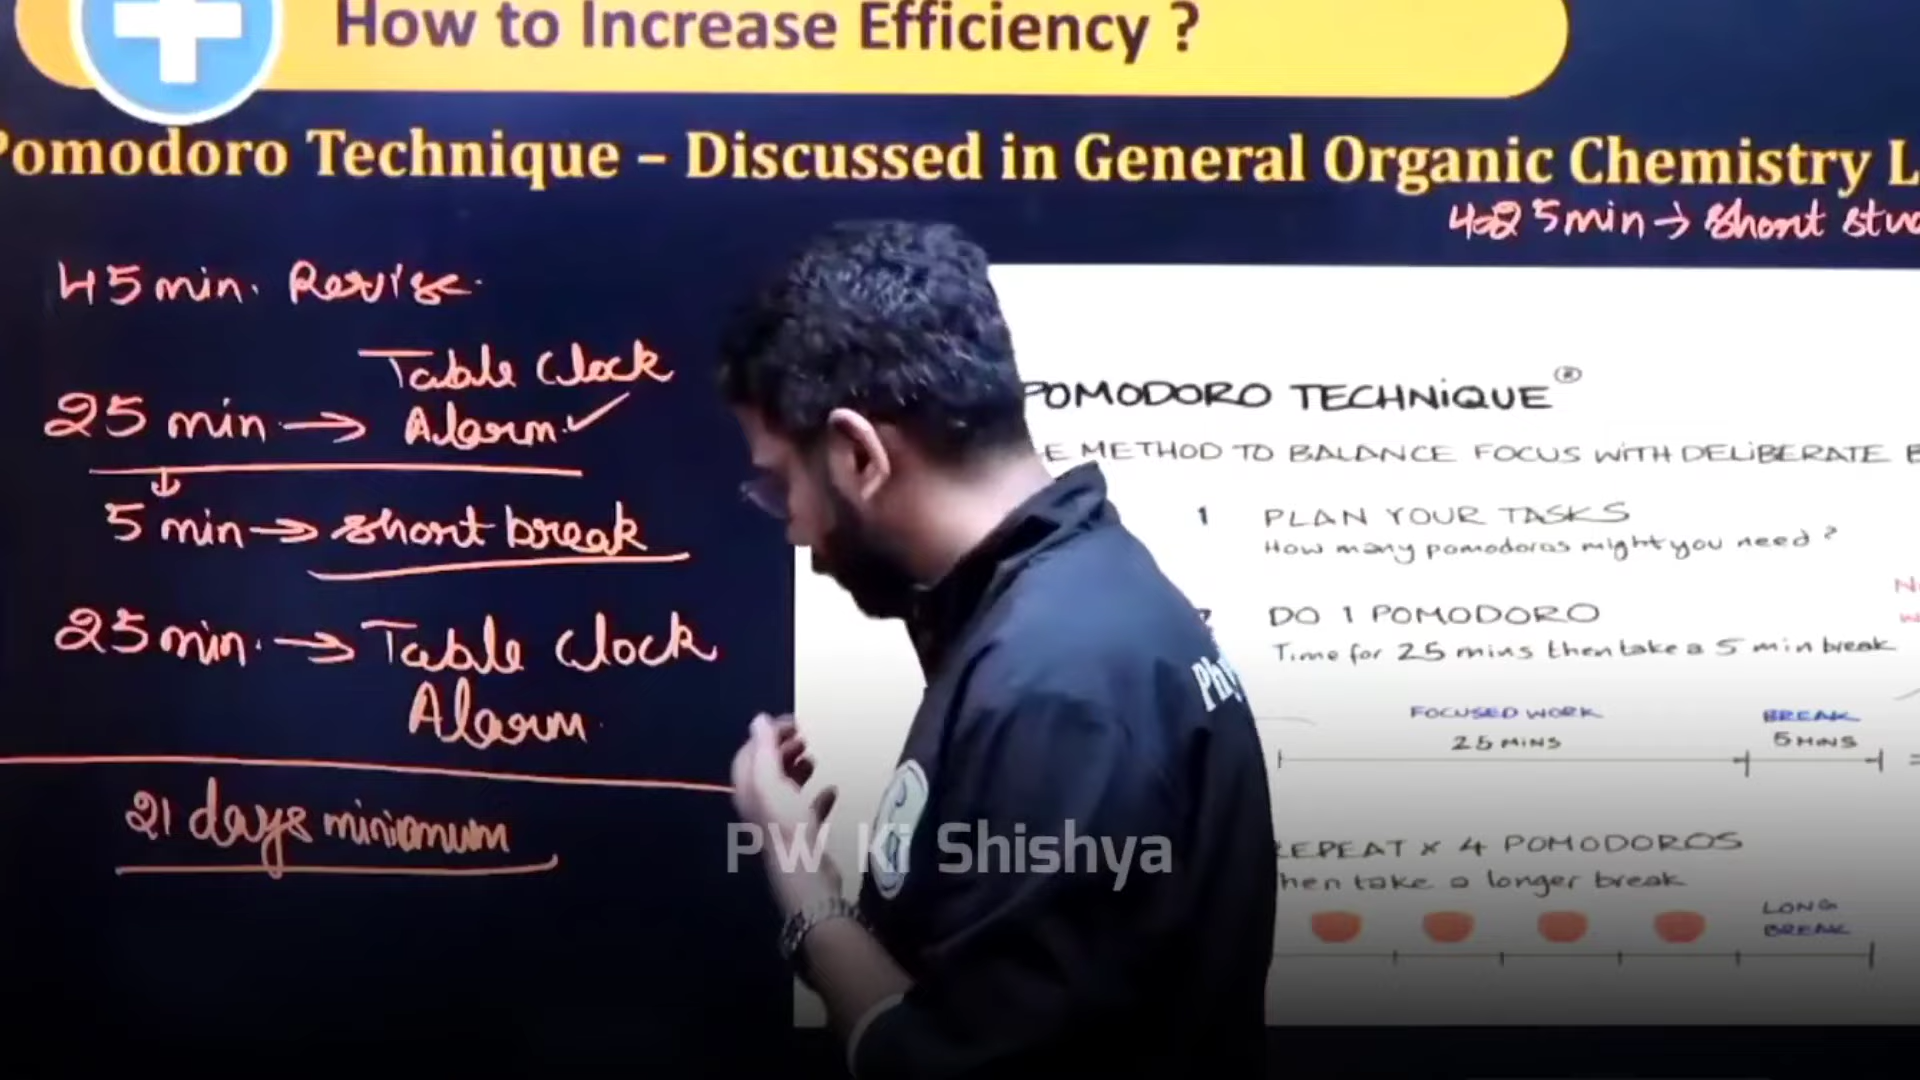 How to Increase Efficiency ?
Pomodoro Technique – Discussed in General Organic Chemistry L
5 min → short
45 min. Revise.
25 min → Table Clock
Alarm ✓
↓
5 min → short break
25 min. → Table Clock
Alarm.
21 days minimum
POMODORO TECHNIQUE®
METHOD TO BALANCE FOCUS WITH DELIBERATE
1 PLAN YOUR TASKS
How many pomodoros might you need?
DO 1 POMODORO
Time for 25 mins then take a 5 min break
FOCUSED WORK
25 MINS
BREAK
5 MINS
REPEAT x 4 POMODOROS
then take a longer break
LONG
BREAK
PW Ki Shishya